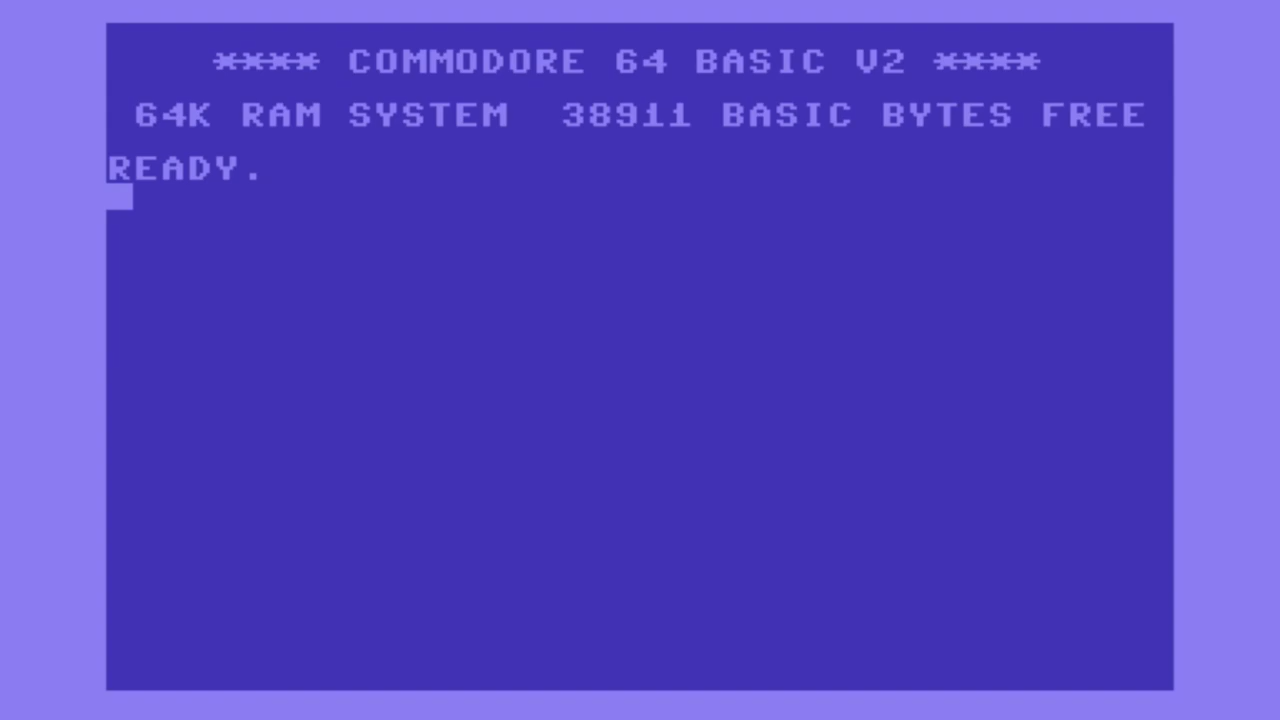 **** COMMODORE 64 BASIC V2 ****
64K RAM SYSTEM  38911 BASIC BYTES FREE
READY.